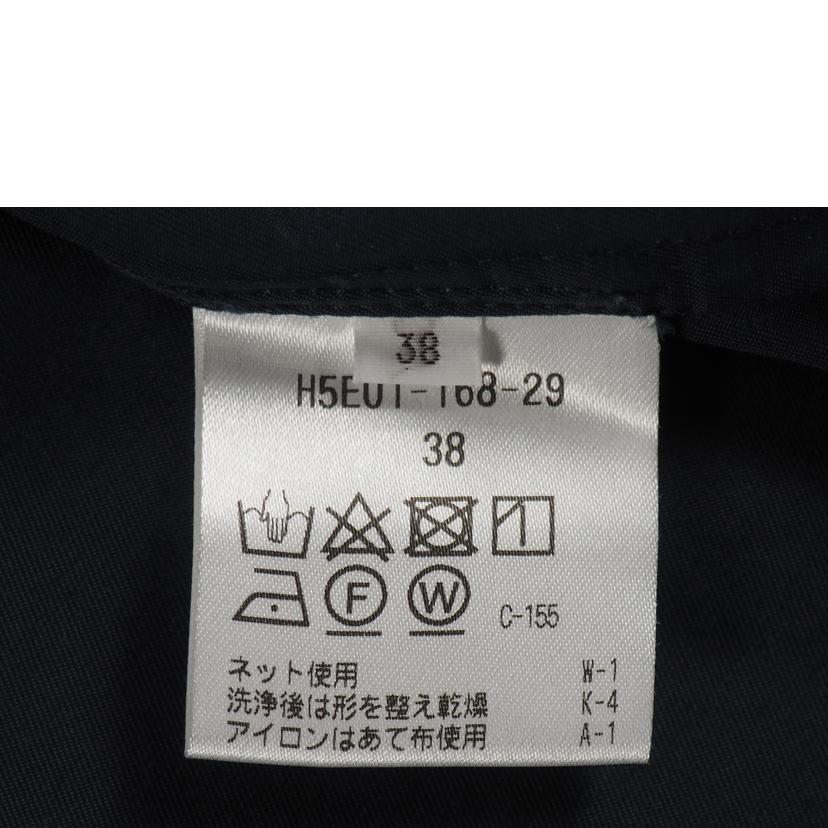 38
H5E01-168-29
38
F W C-155
ネット使用 W-1
洗浄後は形を整え乾燥 K-4
アイロンはあて布使用 A-1